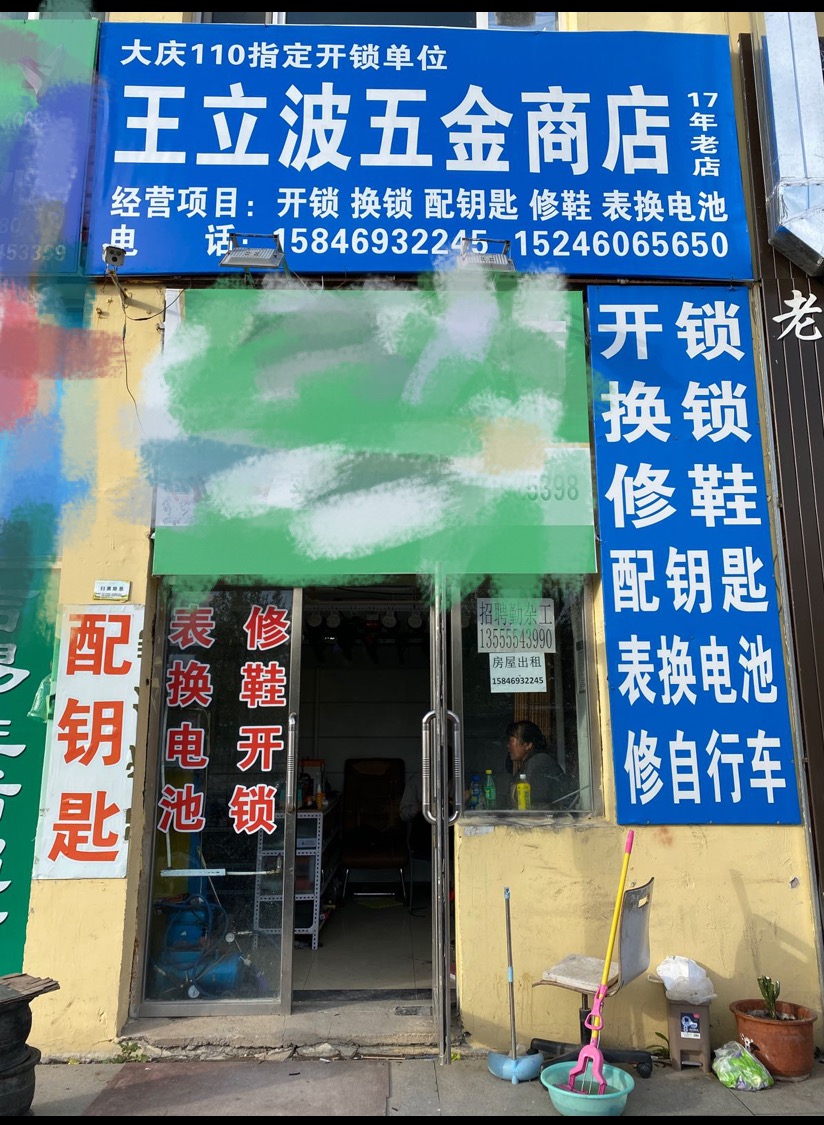 大庆110指定开锁单位
王立波五金商店
17年老店
经营项目：开锁 换锁 配钥匙 修鞋 表换电池
电 话：15846932245 15246065650
开锁
换锁
修鞋
配钥匙
表换电池
修自行车
老
5398
配钥匙
表换电池
修鞋开锁
招聘勤杂工
13555543990
房屋出租
15846932245